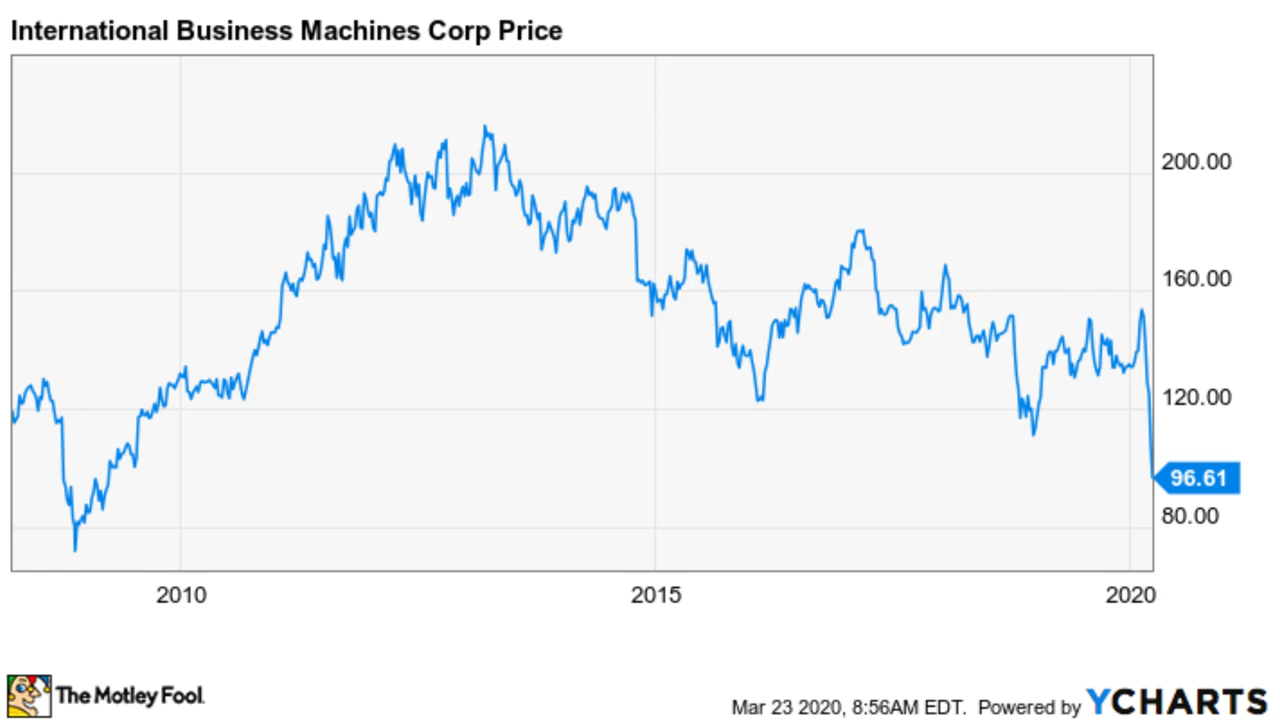 International Business Machines Corp Price
200.00
160.00
120.00
96.61
80.00
2010 2015 2020
The Motley Fool.
Mar 23 2020, 8:56AM EDT. Powered by YCHARTS